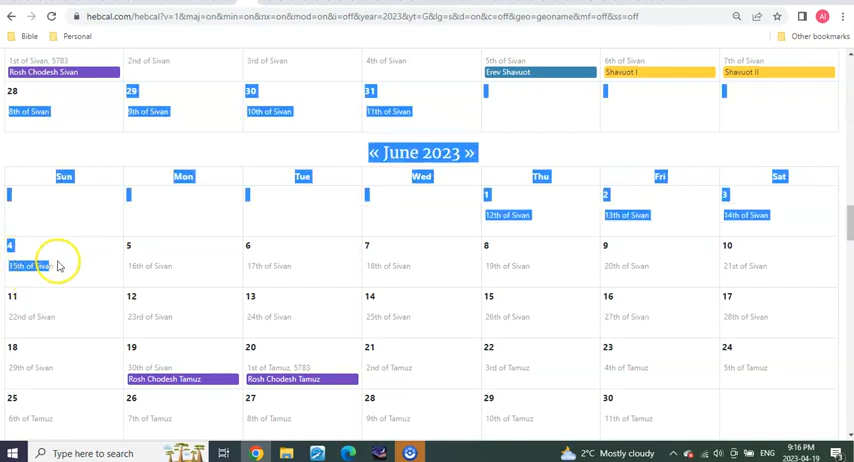 hebcal.com/hebcal?v=1&maj=on&min=on&nx=on&mod=on&i=off&year=2023&yt=G&lg=s&d=on&c=off&geo=geoname&mf=off&ss=off
AI
Bible Personal Other bookmarks
1st of Sivan, 5783 2nd of Sivan 3rd of Sivan 4th of Sivan 5th of Sivan 6th of Sivan 7th of Sivan
Rosh Chodesh Sivan Erev Shavuot Shavuot I Shavuot II
28 29 30 31
8th of Sivan 9th of Sivan 10th of Sivan 11th of Sivan
« June 2023 »
Sun Mon Tue Wed Thu Fri Sat
1 2 3
12th of Sivan 13th of Sivan 14th of Sivan
4 5 6 7 8 9 10
15th of Sivan 16th of Sivan 17th of Sivan 18th of Sivan 19th of Sivan 20th of Sivan 21st of Sivan
11 12 13 14 15 16 17
22nd of Sivan 23rd of Sivan 24th of Sivan 25th of Sivan 26th of Sivan 27th of Sivan 28th of Sivan
18 19 20 21 22 23 24
29th of Sivan 30th of Sivan 1st of Tamuz, 5783 2nd of Tamuz 3rd of Tamuz 4th of Tamuz 5th of Tamuz
Rosh Chodesh Tamuz Rosh Chodesh Tamuz
25 26 27 28 29 30
6th of Tamuz 7th of Tamuz 8th of Tamuz 9th of Tamuz 10th of Tamuz 11th of Tamuz
Type here to search 2°C Mostly cloudy ENG 9:16 PM
2023-04-19
3